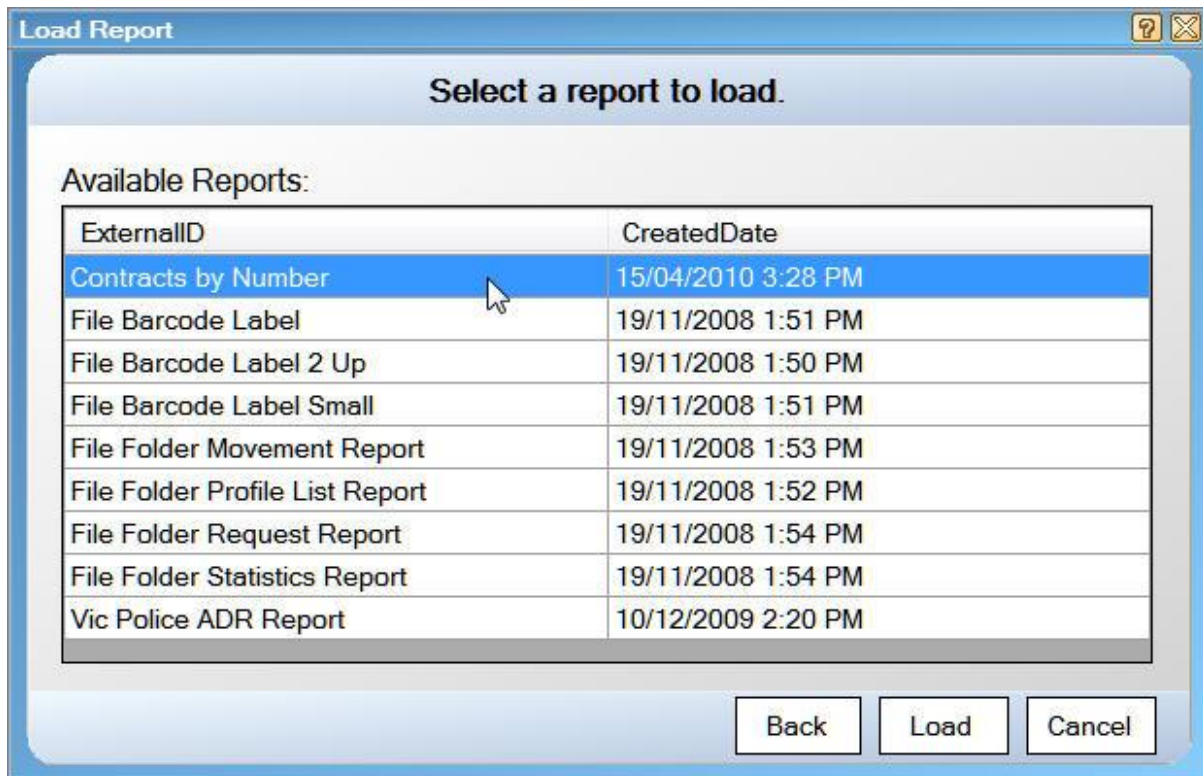 Load Report
Select a report to load.
Available Reports:
ExternalID CreatedDate
Contracts by Number 15/04/2010 3:28 PM
File Barcode Label 19/11/2008 1:51 PM
File Barcode Label 2 Up 19/11/2008 1:50 PM
File Barcode Label Small 19/11/2008 1:51 PM
File Folder Movement Report 19/11/2008 1:53 PM
File Folder Profile List Report 19/11/2008 1:52 PM
File Folder Request Report 19/11/2008 1:54 PM
File Folder Statistics Report 19/11/2008 1:54 PM
Vic Police ADR Report 10/12/2009 2:20 PM
Back Load Cancel